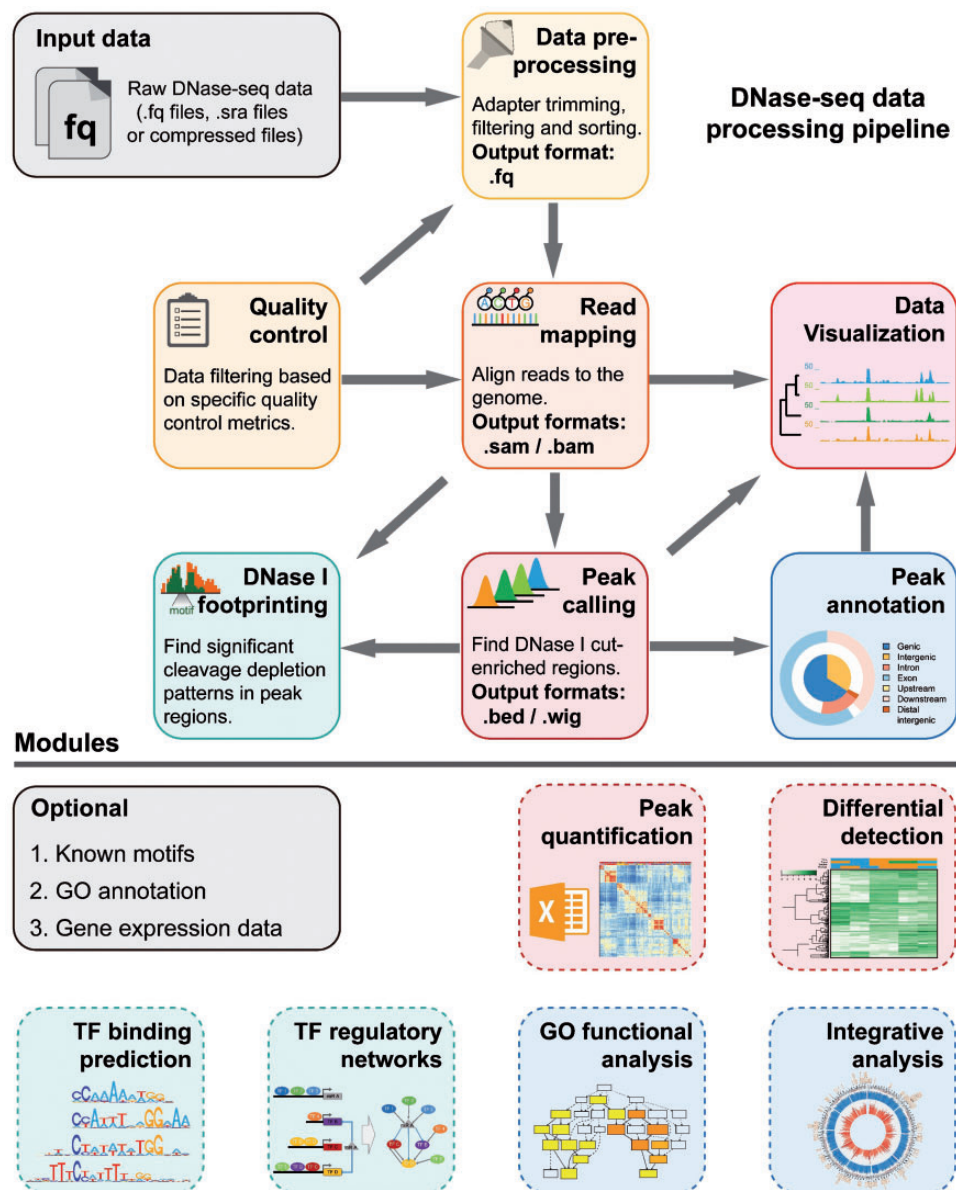 Input data
Raw DNase-seq data
(.fq files, .sra files
or compressed files)
fq
Data pre-
processing
Adapter trimming,
filtering and sorting.
Output format:
.fq
DNase-seq data
processing pipeline
Quality
control
Data filtering based
on specific quality
control metrics.
A C T G
Read
mapping
Align reads to the
genome.
Output formats:
.sam / .bam
Data
Visualization
50
50
50
50
DNase I
footprinting
motif
Find significant
cleavage depletion
patterns in peak
regions.
Peak
calling
Find DNase I cut-
enriched regions.
Output formats:
.bed / .wig
Peak
annotation
Genic
Intergenic
Intron
Exon
Upstream
Downstream
Distal
intergenic
Modules
Optional
1. Known motifs
2. GO annotation
3. Gene expression data
Peak
quantification
X
Differential
detection
TF binding
prediction
TF regulatory
networks
GO functional
analysis
Integrative
analysis